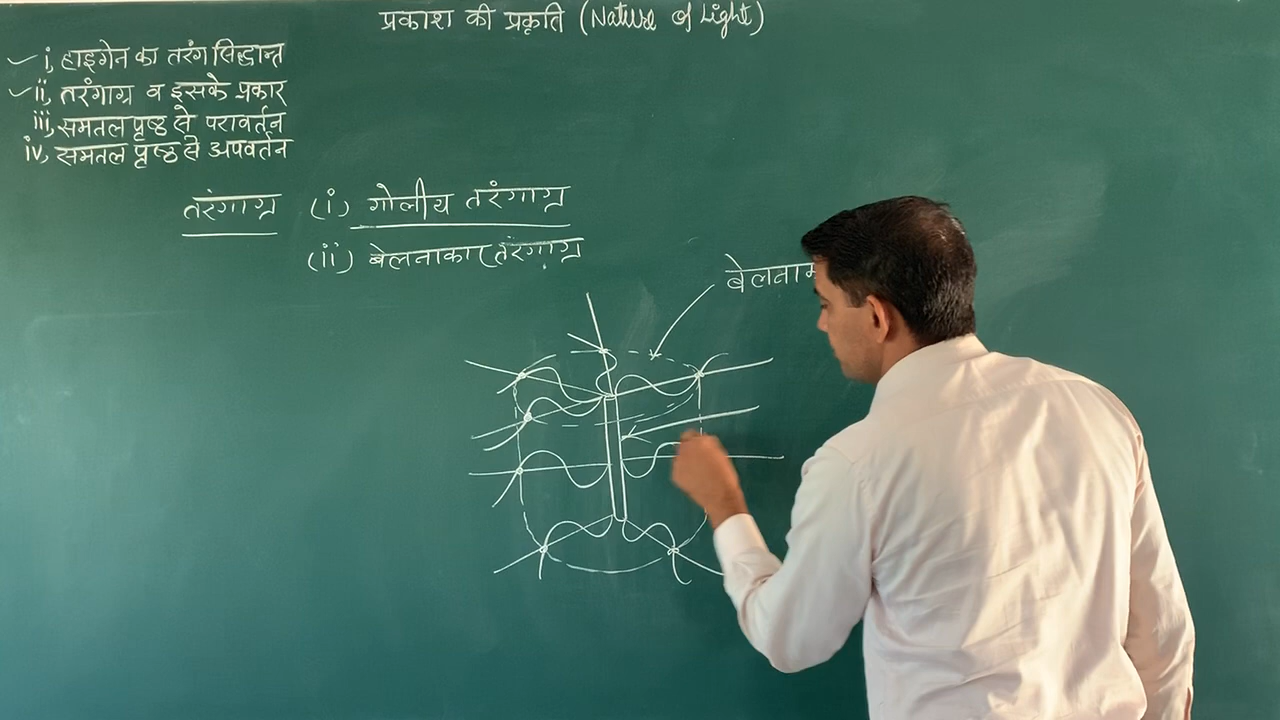 प्रकाश की प्रकृति (Nature of Light)
i, हाइगेन का तरंग सिद्धान्त
ii, तरंगाग्र व इसके प्रकार
iii, समतल पृष्ठ से परावर्तन
iv, समतल पृष्ठ से अपवर्तन
तरंगाग्र (i) गोलीय तरंगाग्र
(ii) बेलनाकार तरंगाग्र